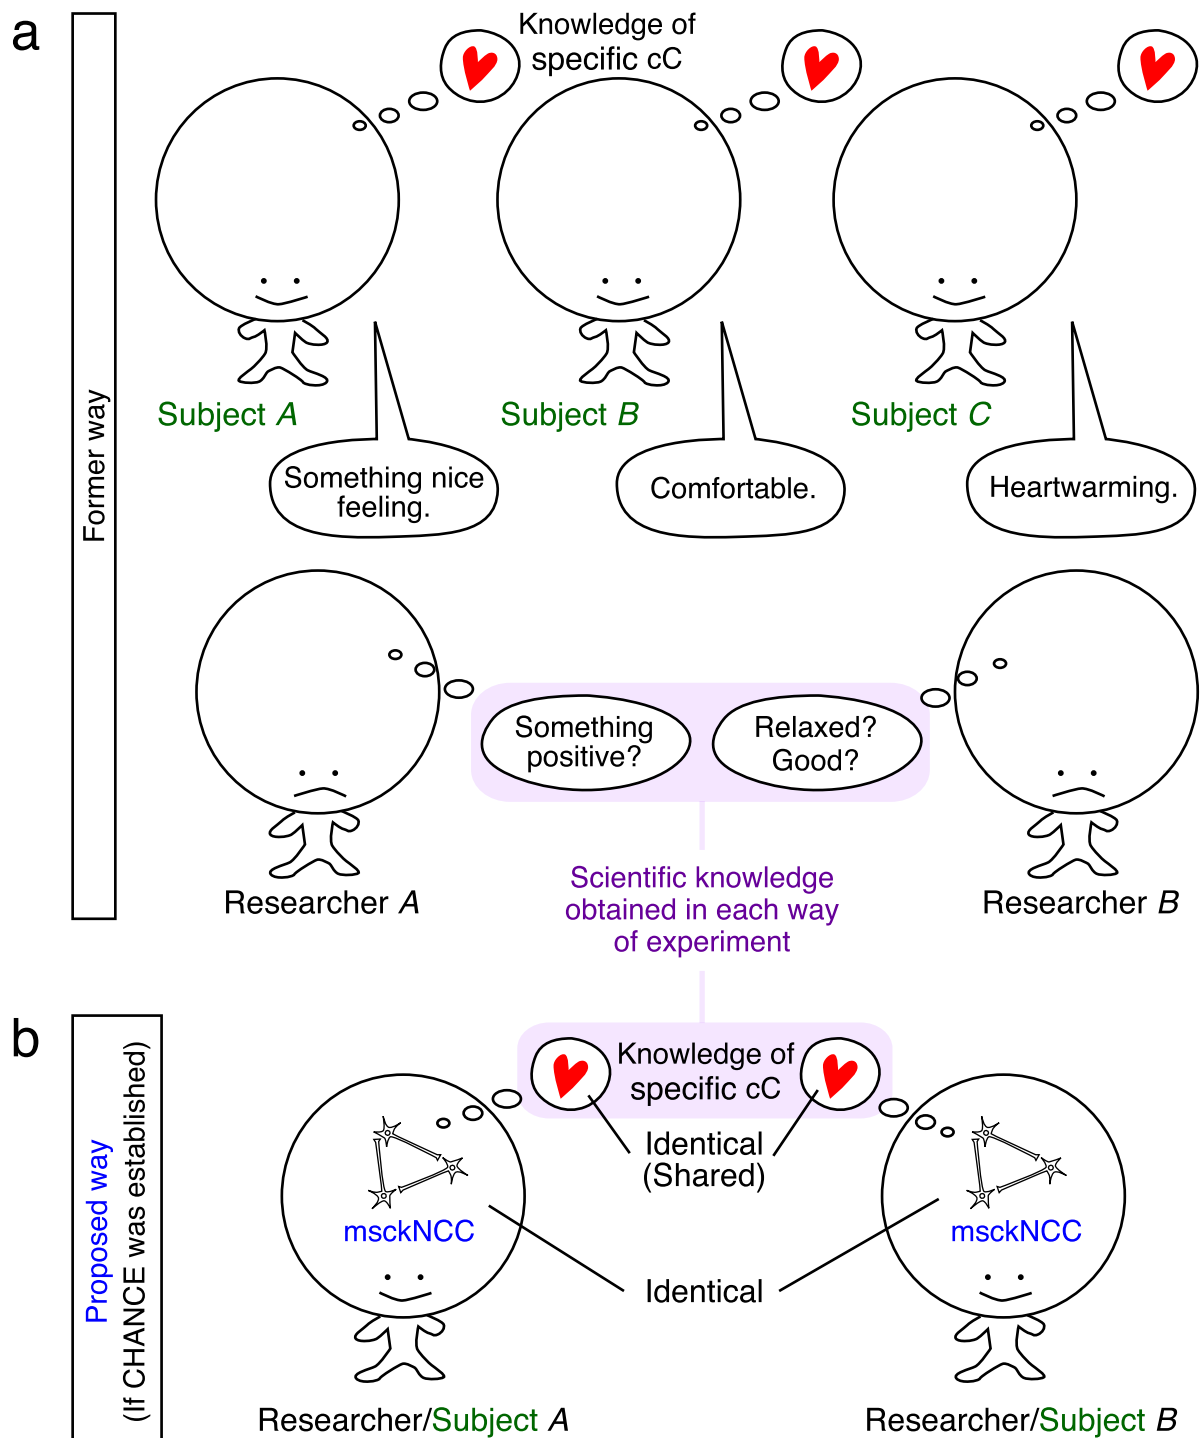 a
Former way
Knowledge of
specific cC
Subject A
Subject B
Subject C
Something nice
feeling.
Comfortable.
Heartwarming.
Something
positive?
Relaxed?
Good?
Researcher A
Researcher B
Scientific knowledge
obtained in each way
of experiment
b
Proposed way
(If CHANCE was established)
Knowledge of
specific cC
Identical
(Shared)
msckNCC
msckNCC
Identical
Researcher/Subject A
Researcher/Subject B